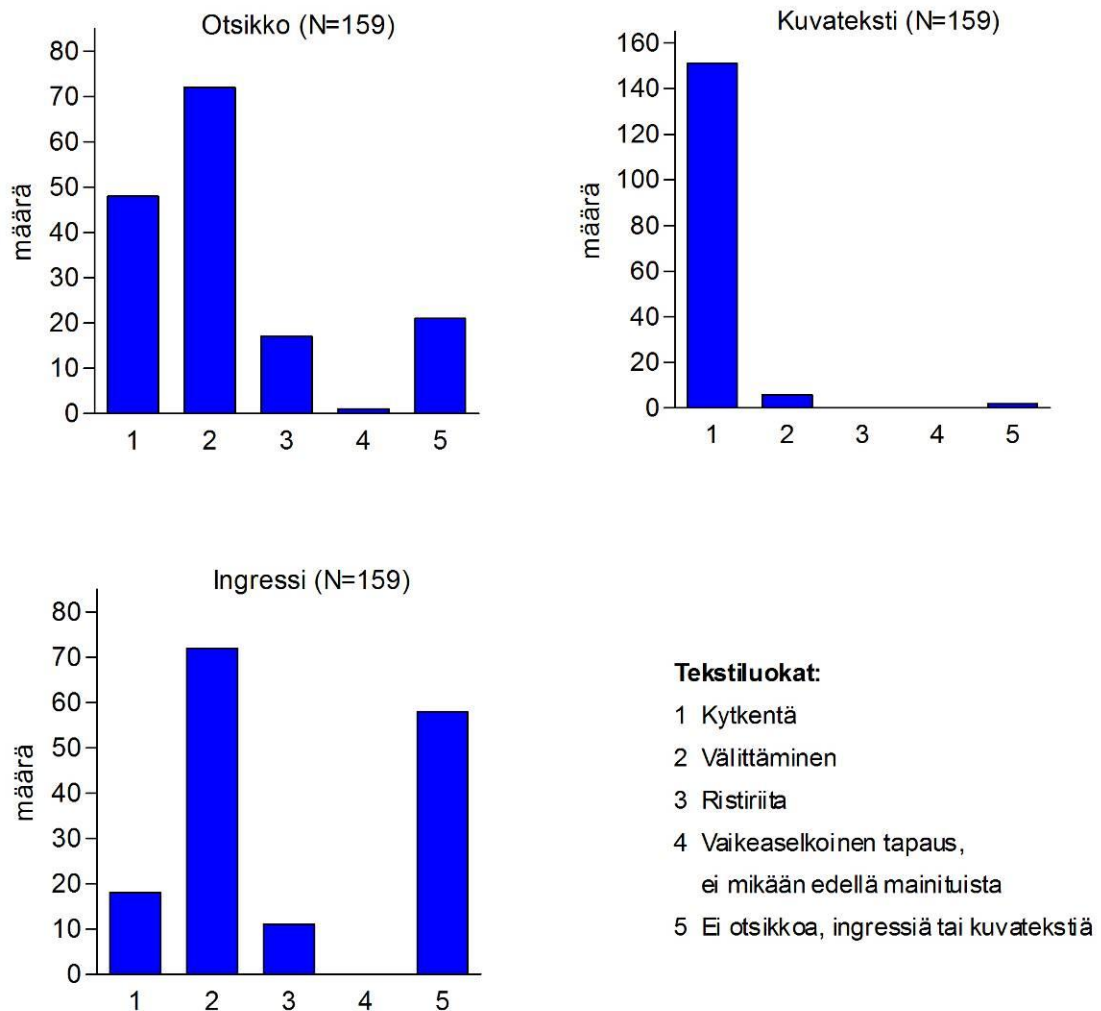 Otsikko (N=159)
80
70
60
50
40
30
20
10
0
määrä
1 2 3 4 5
Kuvateksti (N=159)
160
140
120
100
80
60
40
20
0
määrä
1 2 3 4 5
Ingressi (N=159)
80
70
60
50
40
30
20
10
0
määrä
1 2 3 4 5
Tekstiluokat:
1 Kytkentä
2 Välittäminen
3 Ristiriita
4 Vaikeaselkoinen tapaus,
ei mikään edellä mainituista
5 Ei otsikkoa, ingressiä tai kuvatekstiä